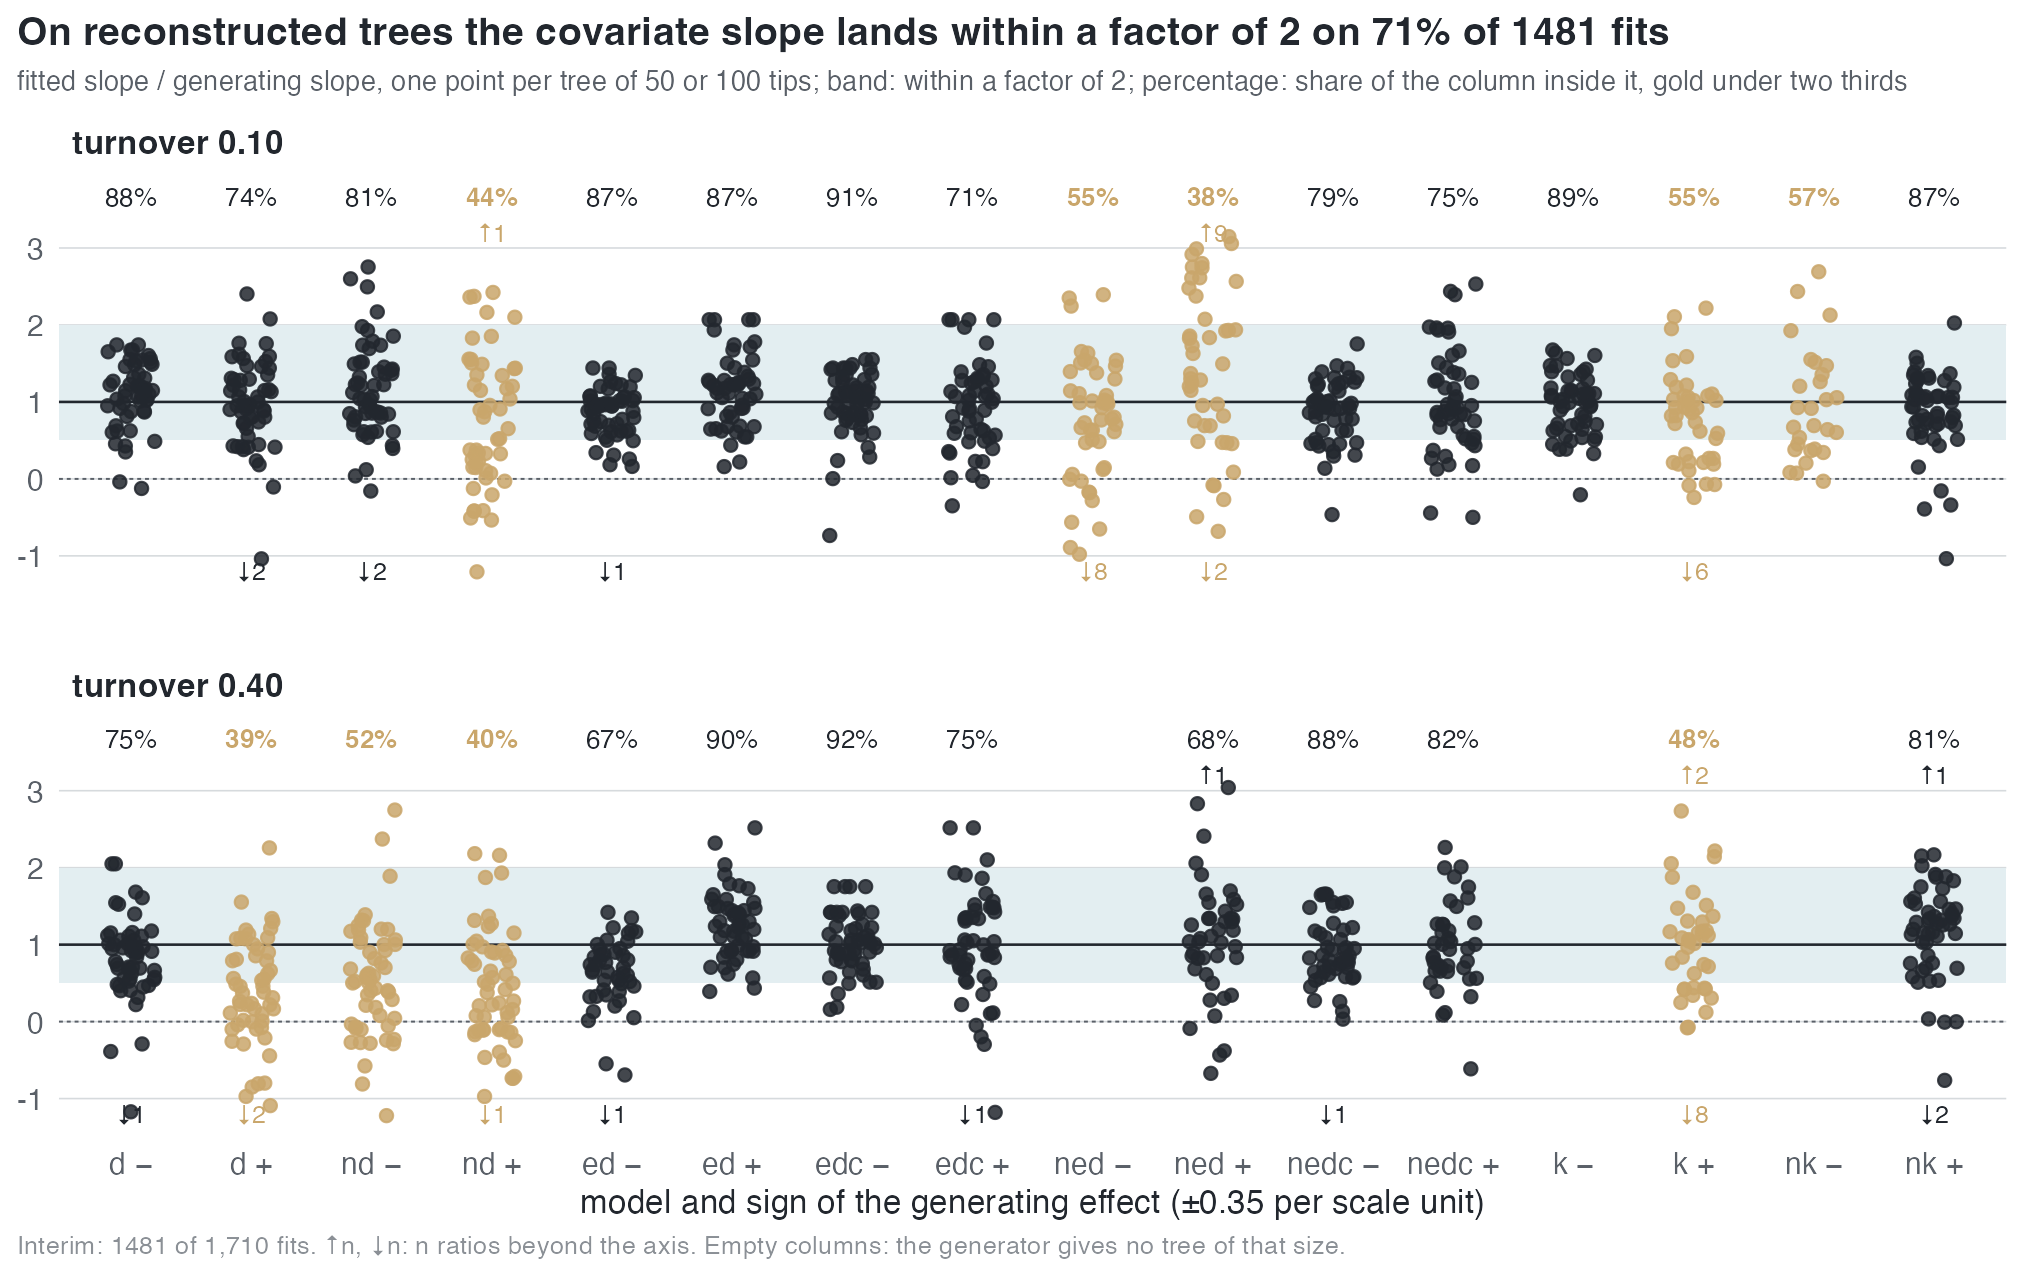 On reconstructed trees the covariate slope lands within a factor of 2 on 71% of 1481 fits
fitted slope / generating slope, one point per tree of 50 or 100 tips; band: within a factor of 2; percentage: share of the column inside it, gold under two thirds
turnover 0.10
88% 74% 81% 44% 87% 87% 91% 71% 55% 38% 79% 75% 89% 55% 57% 87%
↑1 ↑9
3
2
1
0
-1
↓2 ↓2 ↓1 ↓8 ↓2 ↓6
turnover 0.40
75% 39% 52% 40% 67% 90% 92% 75% 68% 88% 82% 48% 81%
↑1 ↑2 ↑1
3
2
1
0
-1
↓1 ↓2 ↓1 ↓1 ↓1 ↓1 ↓8 ↓2
d − d + nd − nd + ed − ed + edc − edc + ned − ned + nedc − nedc + k − k + nk − nk +
model and sign of the generating effect (±0.35 per scale unit)
Interim: 1481 of 1,710 fits. ↑n, ↓n: n ratios beyond the axis. Empty columns: the generator gives no tree of that size.